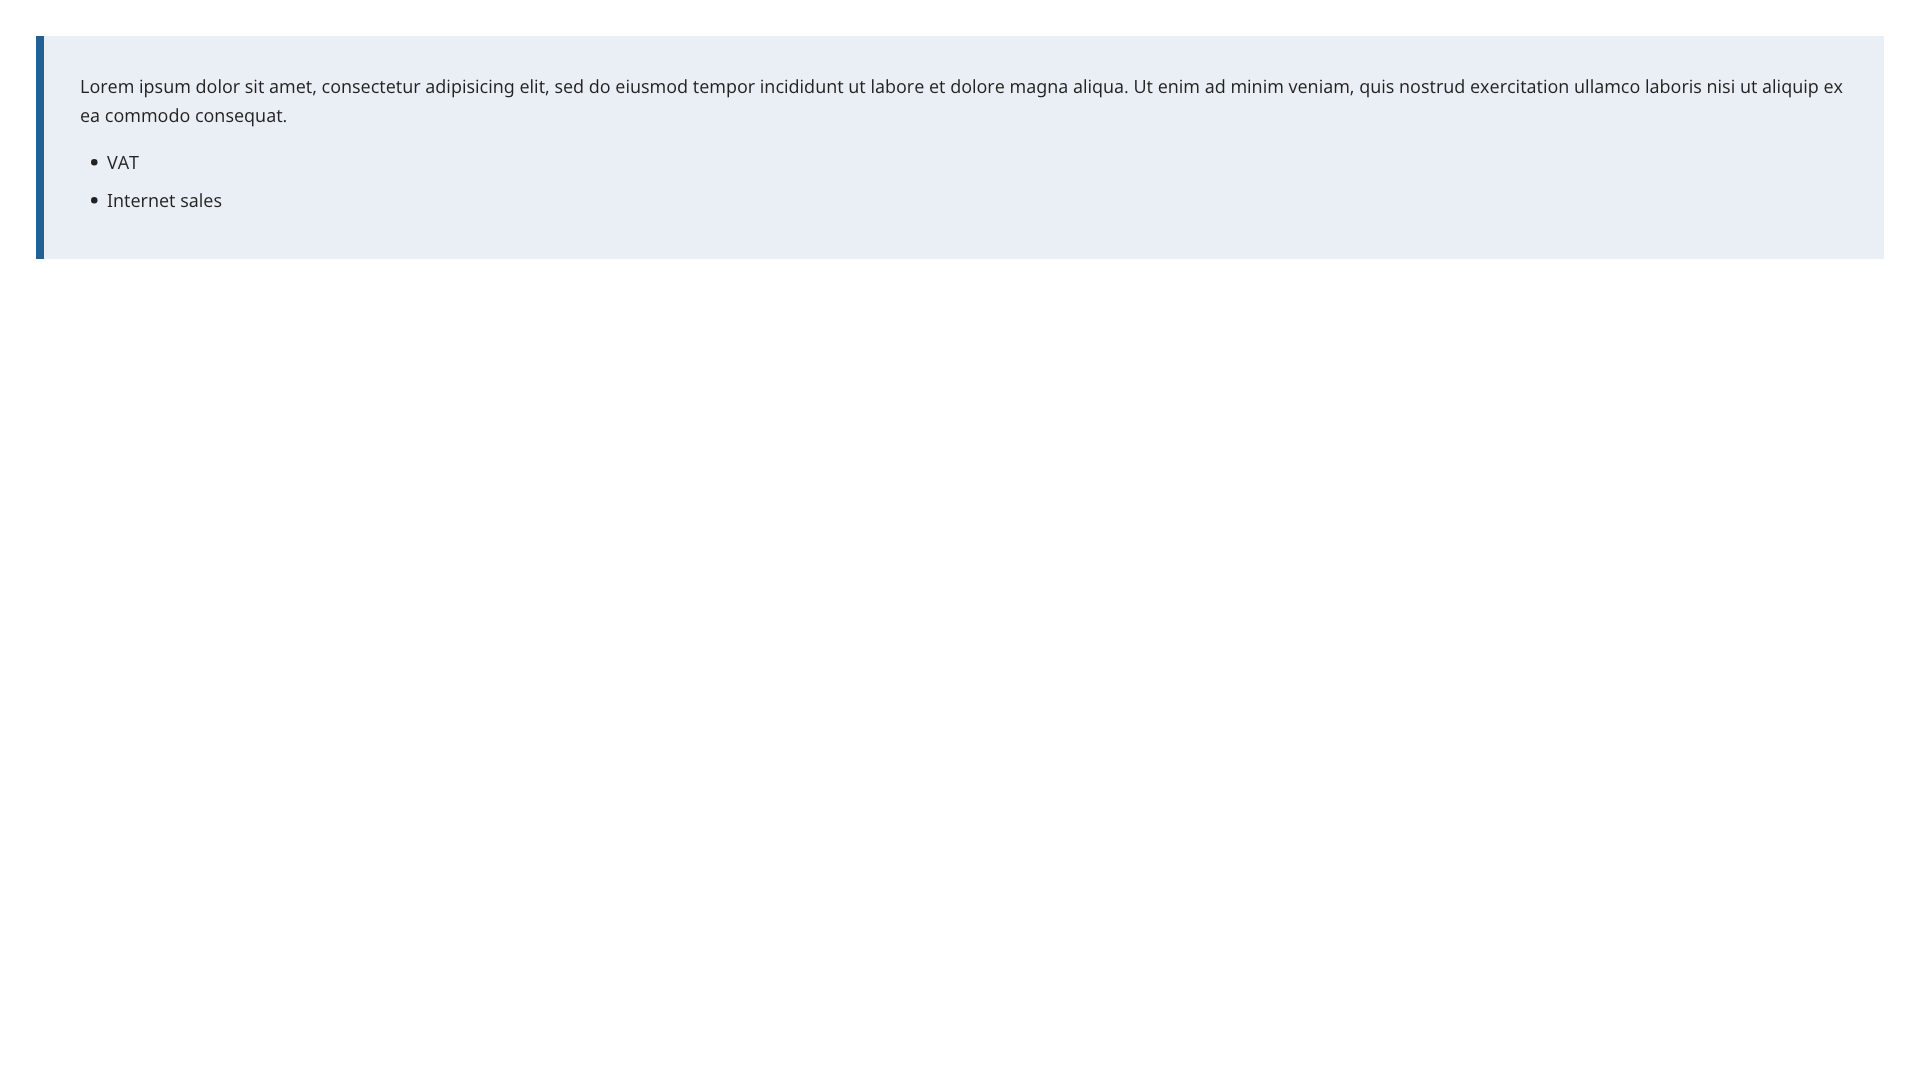 Lorem ipsum dolor sit amet, consectetur adipisicing elit, sed do eiusmod tempor incididunt ut labore et dolore magna aliqua. Ut enim ad minim veniam, quis nostrud exercitation ullamco laboris nisi ut aliquip ex
ea commodo consequat.
• VAT
• Internet sales